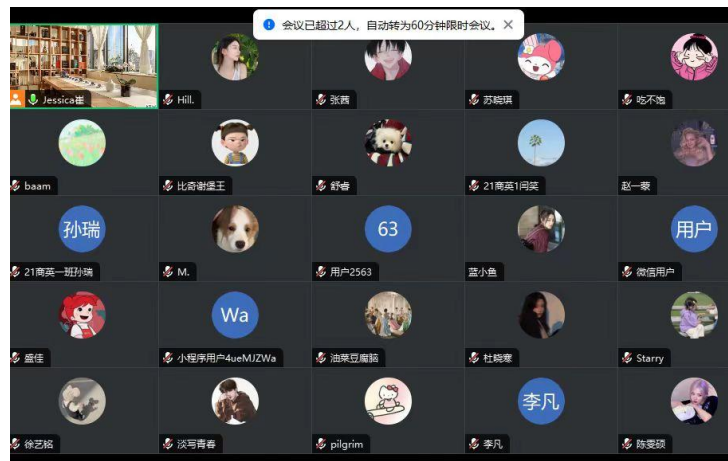 会议已超过2人，自动转为60分钟限时会议。
Jessica崔
Hill.
张茜
苏晓琪
吃不饱
baam
比奇谢堡王
舒睿
21商英1闫笑
赵一蒙
孙瑞
63
用户
21商英一班孙瑞
M.
用户2563
蓝小鱼
微信用户
Wa
盛佳
小程序用户4ueMJZWa
油菜豆腐脑
杜晓寒
Starry
李凡
徐艺铭
淡写青春
pilgrim
李凡
陈雯硕